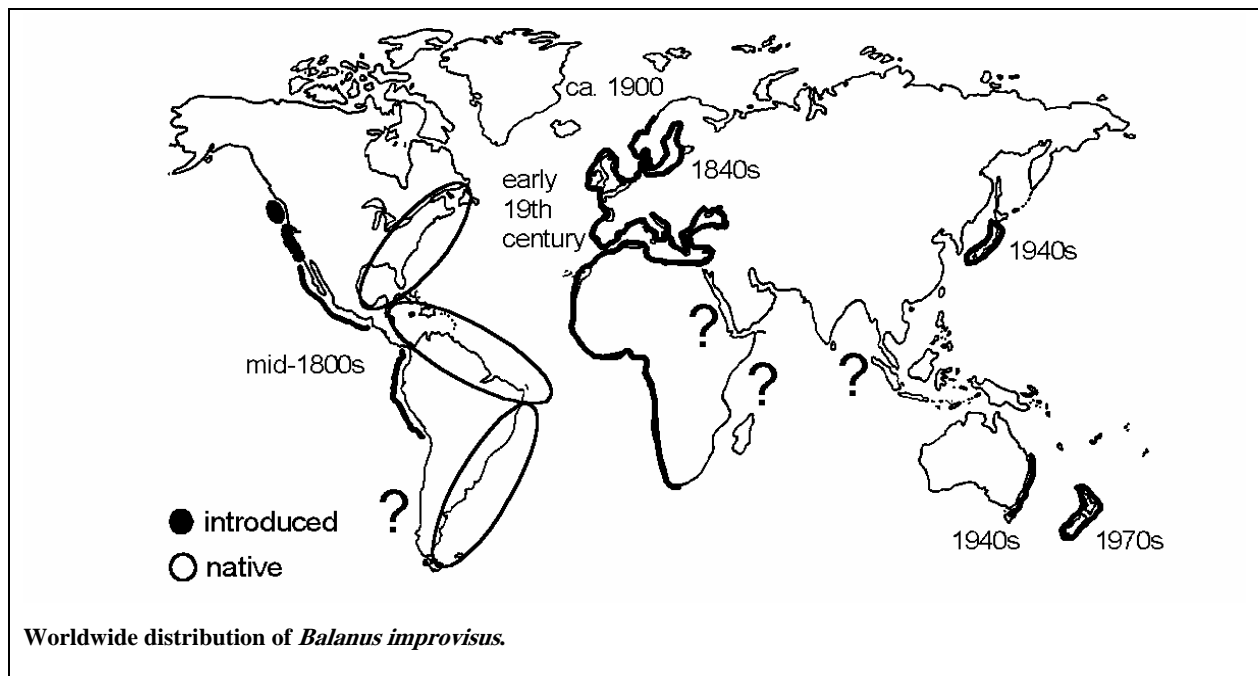 ca. 1900
1840s
early
19th
century
1940s
?
?
?
mid-1800s
?
introduced
native
1940s
1970s
Worldwide distribution of Balanus improvisus.